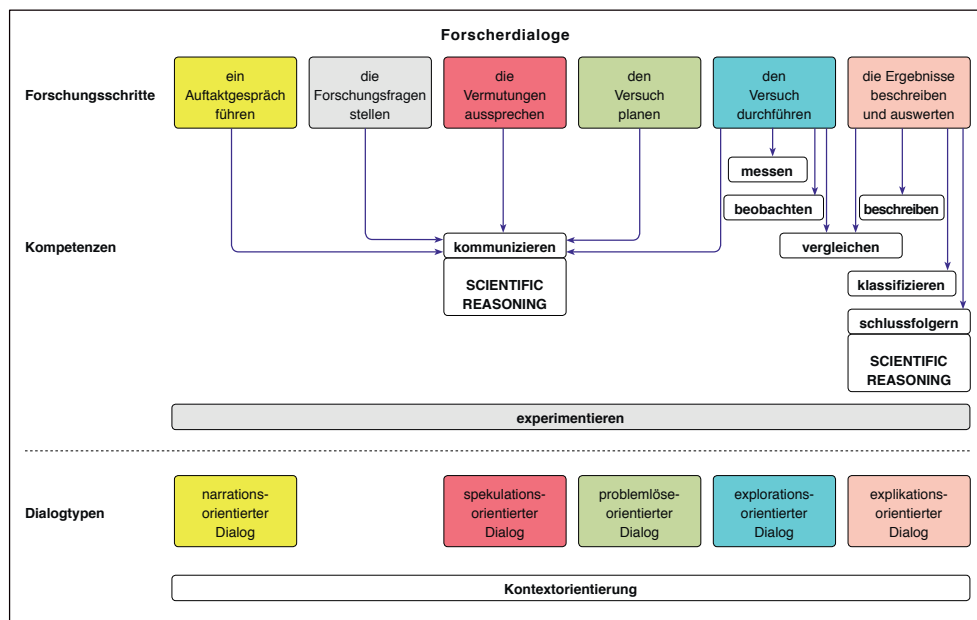 Forscherdialoge
Forschungsschritte
ein
Auftaktgespräch
führen
die
Forschungsfragen
stellen
die
Vermutungen
aussprechen
den
Versuch
planen
den
Versuch
durchführen
die Ergebnisse
beschreiben
und auswerten
Kompetenzen
messen
beobachten
beschreiben
kommunizieren
vergleichen
SCIENTIFIC
REASONING
klassifizieren
schlussfolgern
SCIENTIFIC
REASONING
experimentieren
Dialogtypen
narrations-
orientierter
Dialog
spekulations-
orientierter
Dialog
problemlöse-
orientierter
Dialog
explorations-
orientierter
Dialog
explikations-
orientierter
Dialog
Kontextorientierung